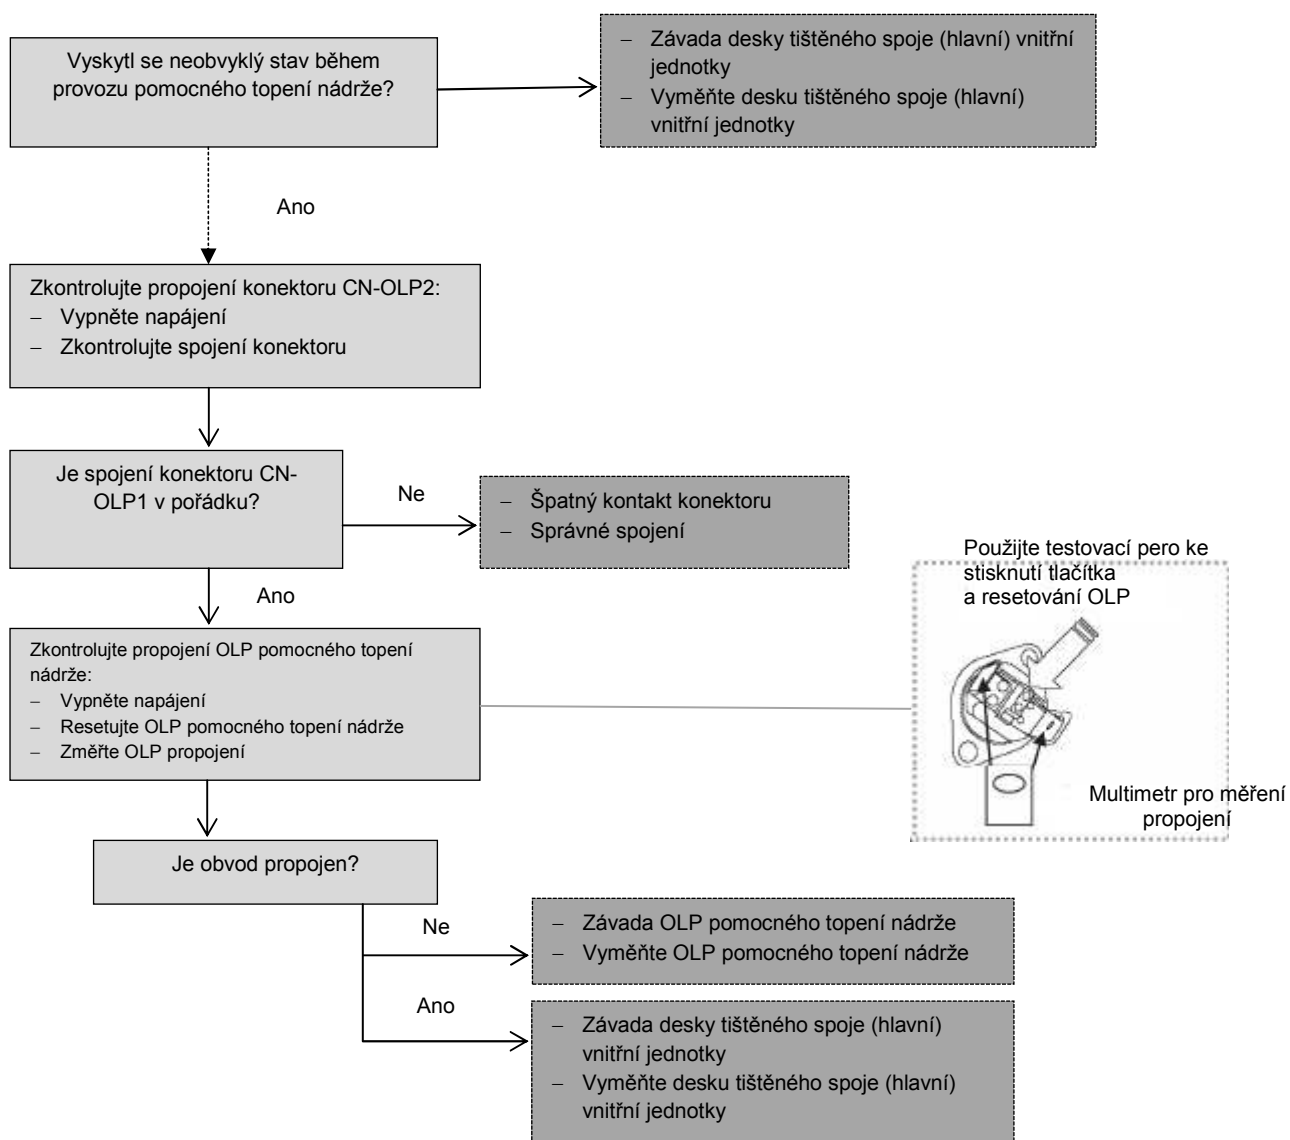 Vyskytl se neobvyklý stav během
provozu pomocného topení nádrže?
– Závada desky tištěného spoje (hlavní) vnitřní
jednotky
– Vyměňte desku tištěného spoje (hlavní)
vnitřní jednotky
Ano
Zkontrolujte propojení konektoru CN-OLP2:
– Vypněte napájení
– Zkontrolujte spojení konektoru
Je spojení konektoru CN-
OLP1 v pořádku?
Ne
– Špatný kontakt konektoru
– Správné spojení
Ano
Použijte testovací pero ke
stisknutí tlačítka
a resetování OLP
Zkontrolujte propojení OLP pomocného topení
nádrže:
– Vypněte napájení
– Resetujte OLP pomocného topení nádrže
– Změřte OLP propojení
Multimetr pro měření
propojení
Je obvod propojen?
Ne
– Závada OLP pomocného topení nádrže
– Vyměňte OLP pomocného topení nádrže
Ano
– Závada desky tištěného spoje (hlavní)
vnitřní jednotky
– Vyměňte desku tištěného spoje (hlavní)
vnitřní jednotky